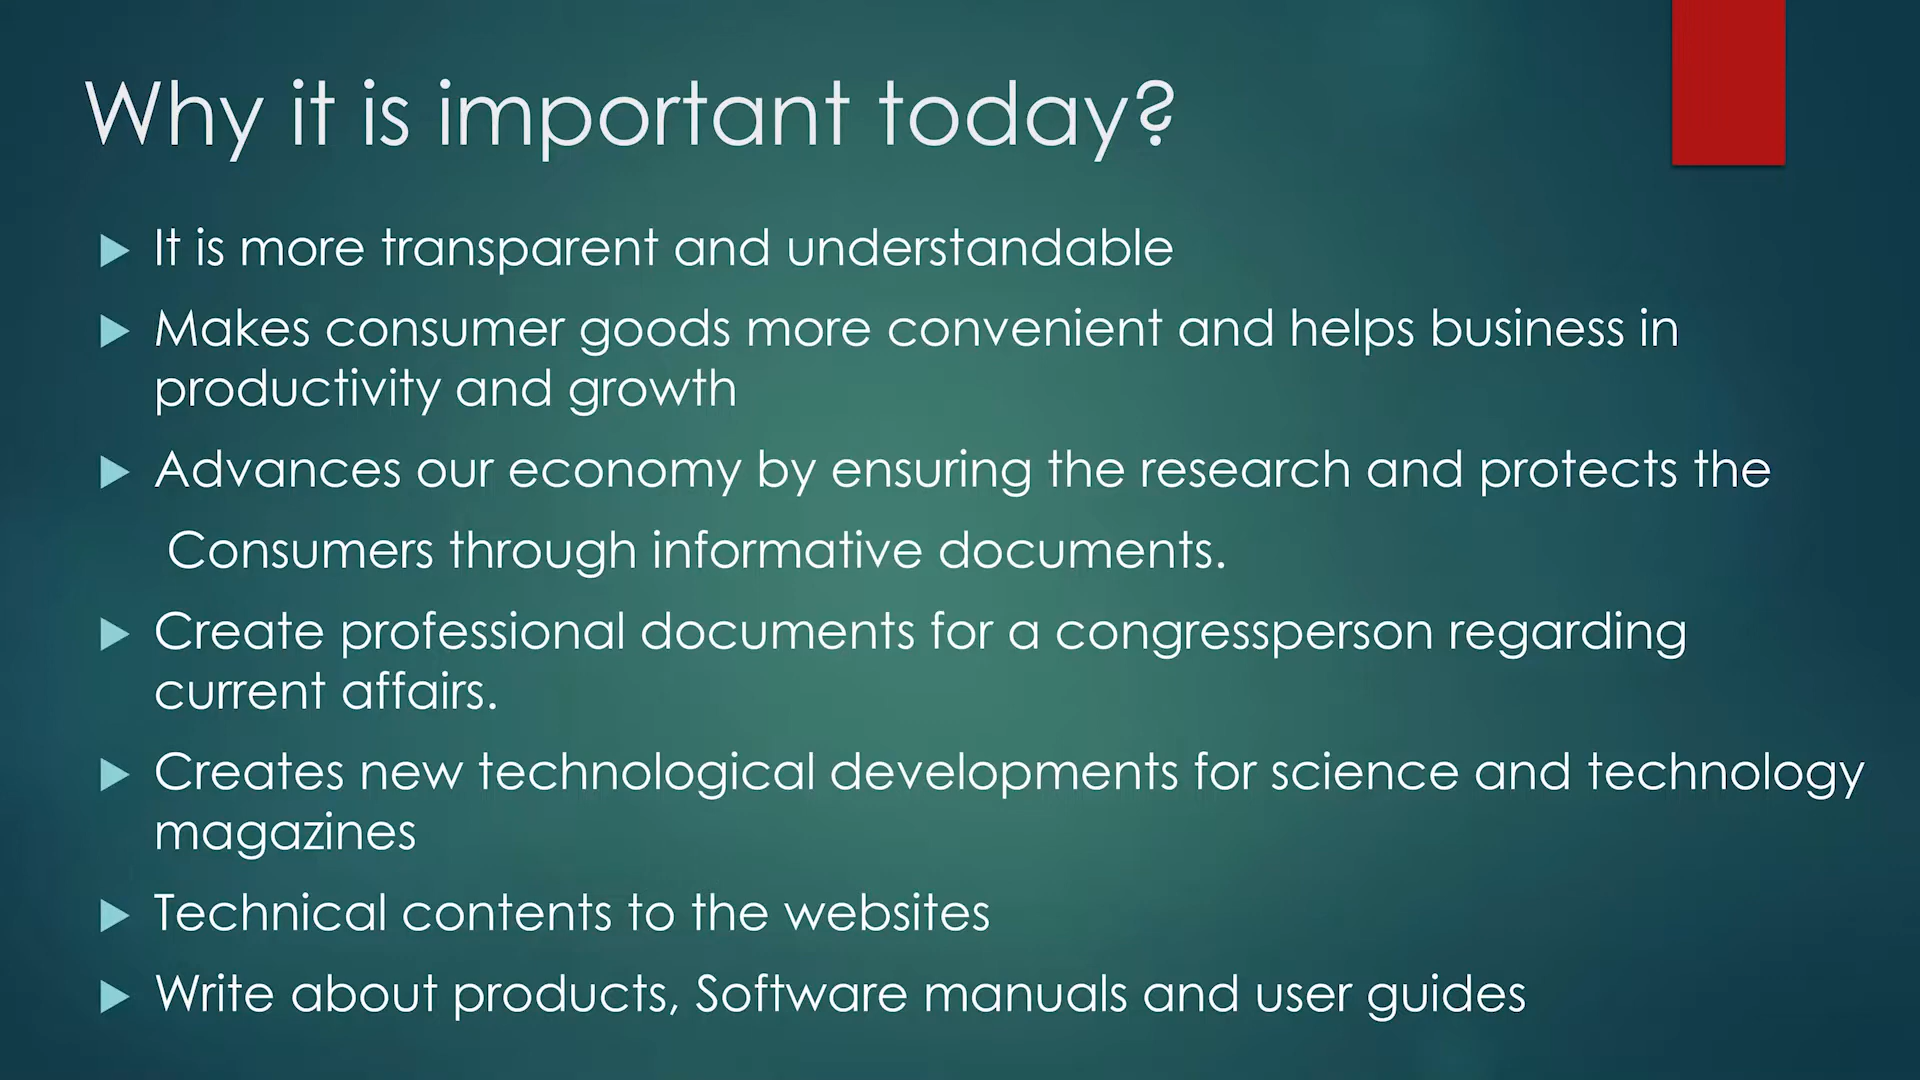 Why it is important today?
It is more transparent and understandable
Makes consumer goods more convenient and helps business in
productivity and growth
Advances our economy by ensuring the research and protects the
Consumers through informative documents.
Create professional documents for a congressperson regarding
current affairs.
Creates new technological developments for science and technology
magazines
Technical contents to the websites
Write about products, Software manuals and user guides